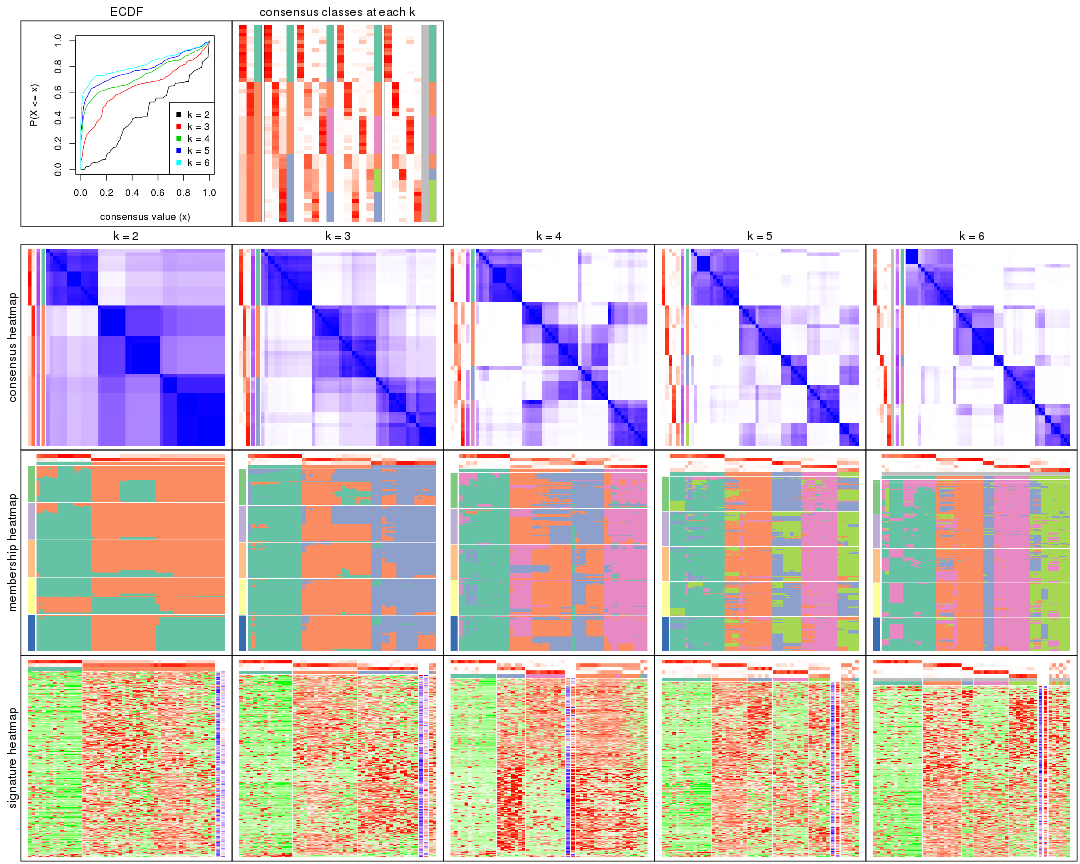 ECDF
consensus classes at each k
P(X <= x)
1.0
0.8
0.6
0.4
0.2
0.0
k = 2
k = 3
k = 4
k = 5
k = 6
0.0 0.2 0.4 0.6 0.8 1.0
consensus value (x)
k = 2 k = 3 k = 4 k = 5 k = 6
consensus heatmap
membership heatmap
signature heatmap